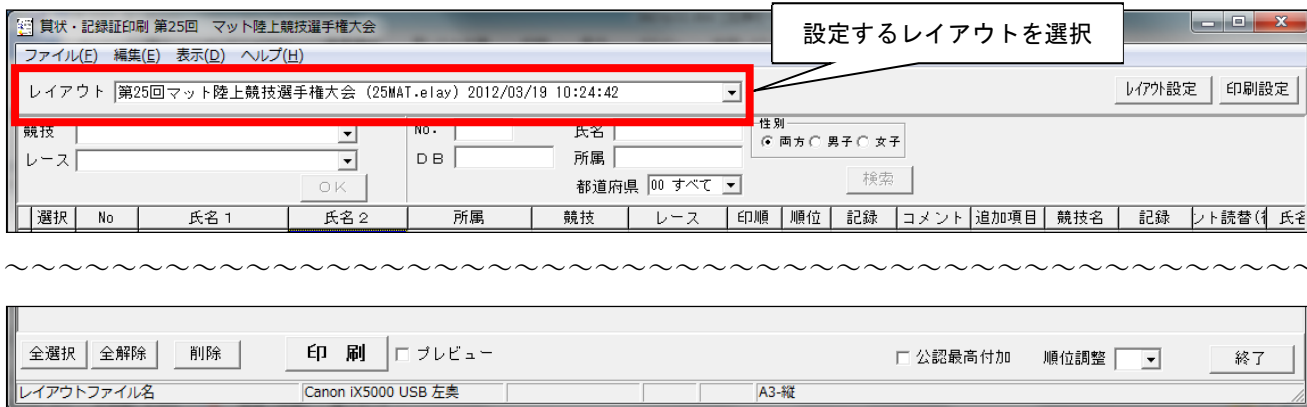 賞状・記録証印刷 第25回 マット陸上競技選手権大会
設定するレイアウトを選択
ファイル(F) 編集(E) 表示(D) ヘルプ(H)
レイアウト 第25回マット陸上競技選手権大会 (25MAT.elay) 2012/03/19 10:24:42
レイアウト設定 印刷設定
競技 No. 氏名 性別
両方 男子 女子
レース DB 所属
OK 都道府県 00 すべて 検索
選択 No 氏名1 氏名2 所属 競技 レース 印順 順位 記録 コメント 追加項目 競技名 記録 ント読替(行 氏名
全選択 全解除 削除 印 刷 プレビュー 公認最高付加 順位調整 終了
レイアウトファイル名 Canon iX5000 USB 左奥 A3-縦